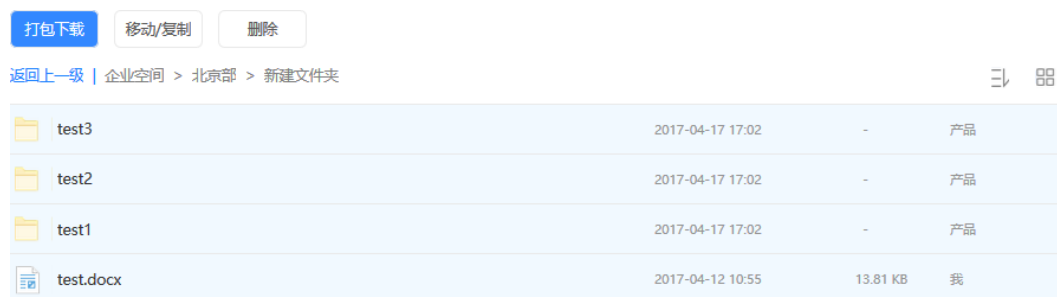 打包下载 移动/复制 删除
返回上一级 | 企业空间 > 北京部 > 新建文件夹
test3 2017-04-17 17:02 - 产品
test2 2017-04-17 17:02 - 产品
test1 2017-04-17 17:02 - 产品
test.docx 2017-04-12 10:55 13.81 KB 我